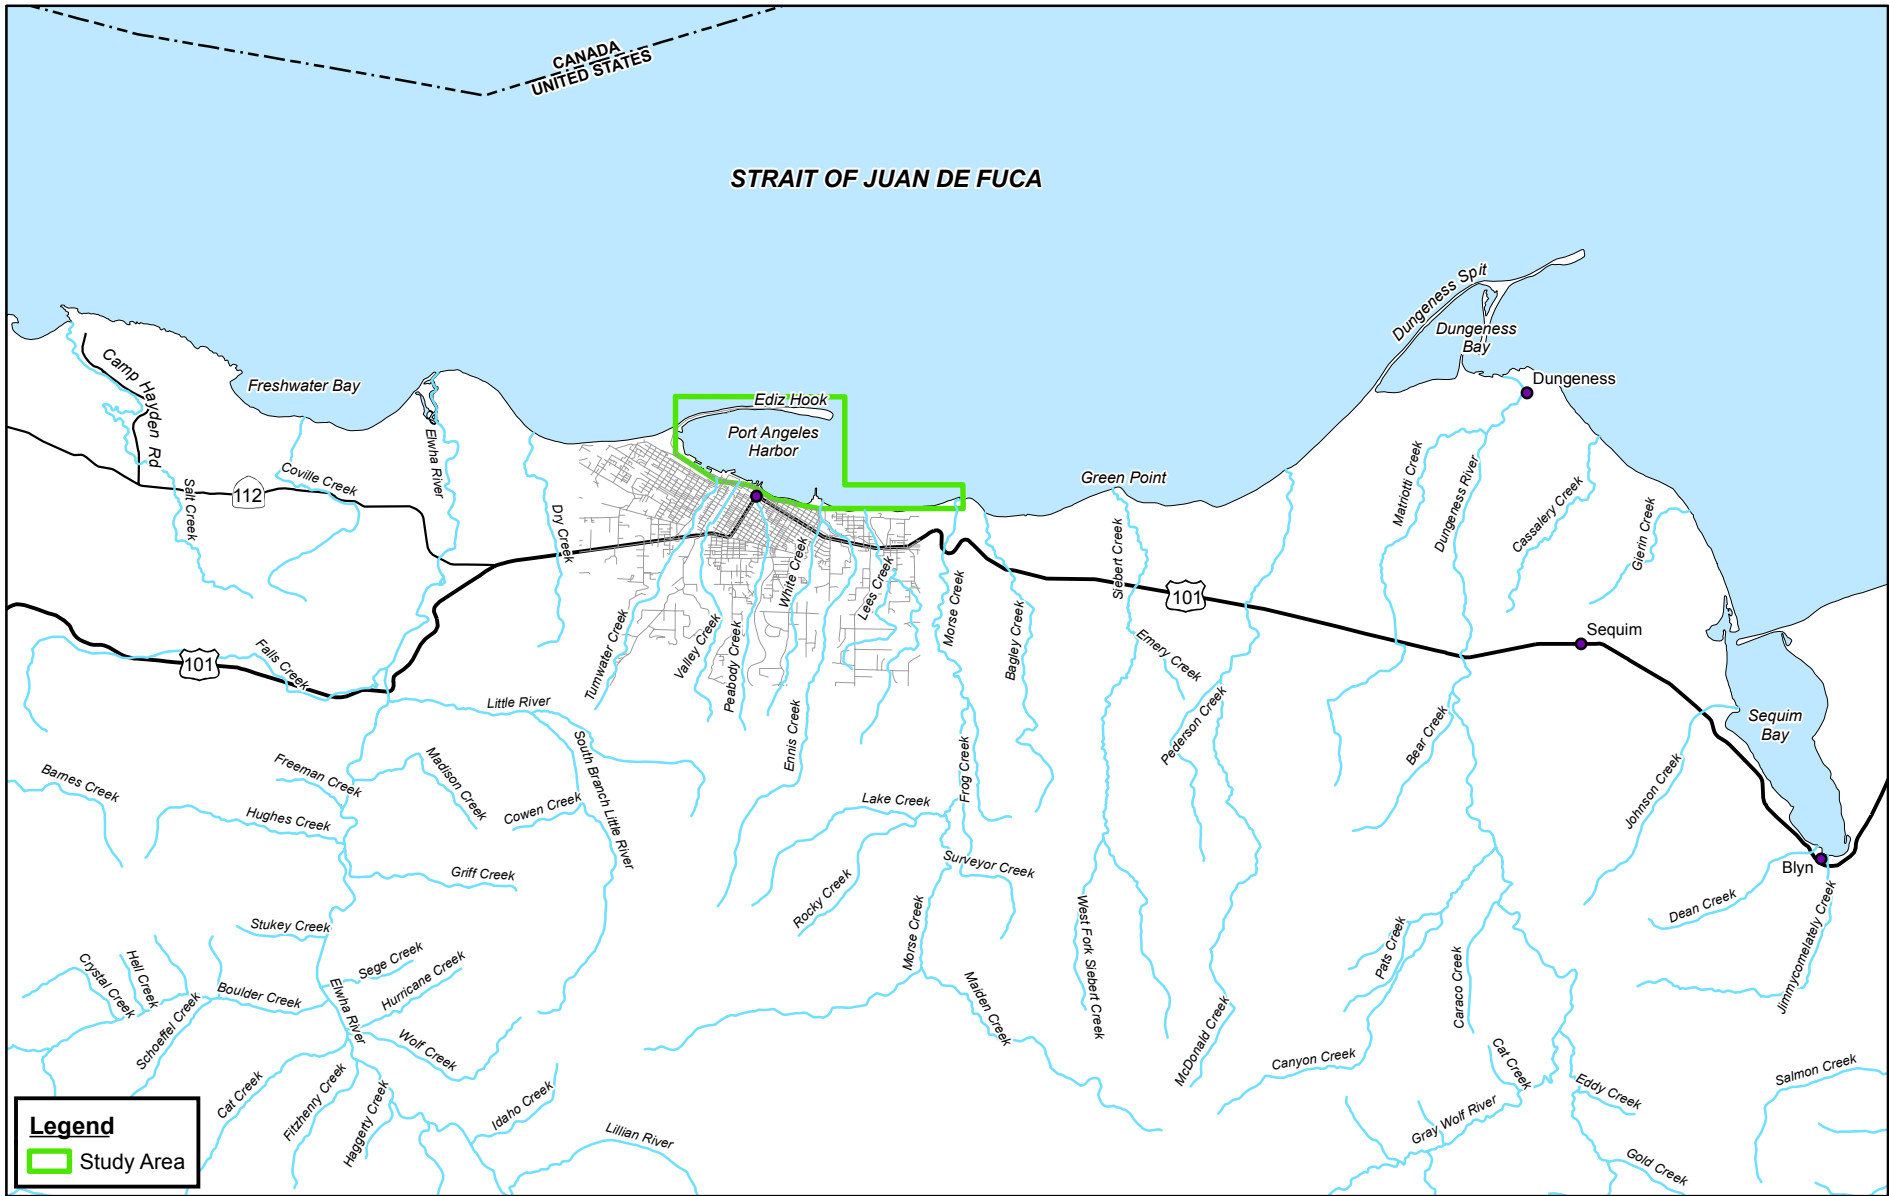 CANADA
UNITED STATES
STRAIT OF JUAN DE FUCA
Dungeness Spit
Dungeness
Bay
Dungeness
Freshwater Bay
Camp Hayden Rd
Ediz Hook
Port Angeles
Harbor
Elwha River
Green Point
Coville Creek
112
Salt Creek
Dry Creek
Matriotti Creek
Dungeness River
Cassalery Creek
Gierin Creek
Siebert Creek
101
White Creek
Lees Creek
Morse Creek
Bagley Creek
Emery Creek
Sequim
Falls Creek
101
Tumwater Creek
Valley Creek
Peabody Creek
Little River
Ennis Creek
Pederson Creek
Bear Creek
Sequim
Bay
South Branch Little River
Madison Creek
Freeman Creek
Barnes Creek
Hughes Creek
Cowen Creek
Lake Creek
Frog Creek
Johnson Creek
Surveyor Creek
Griff Creek
Rocky Creek
Blyn
Dean Creek
Jimmycomelately Creek
Stukey Creek
Sege Creek
Hurricane Creek
Hell Creek
Crystal Creek
Boulder Creek
Schoeffel Creek
Elwha River
Wolf Creek
Morse Creek
Maiden Creek
West Fork Siebert Creek
McDonald Creek
Pats Creek
Caraco Creek
Canyon Creek
Cat Creek
Eddy Creek
Salmon Creek
Cat Creek
Fitzhenry Creek
Haggerty Creek
Idaho Creek
Lillian River
Gray Wolf River
Gold Creek
Legend
Study Area